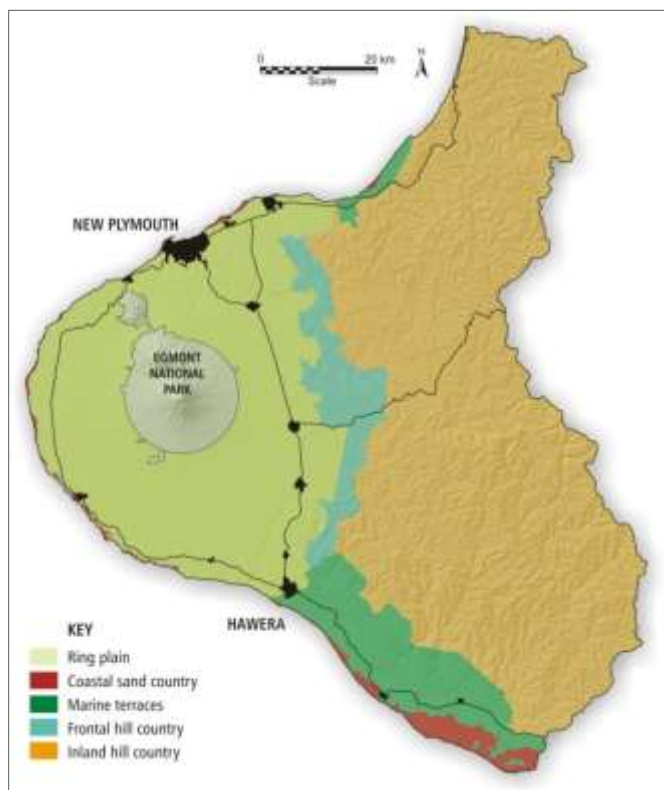 0 20 km
Scale
N
NEW PLYMOUTH
EGMONT
NATIONAL
PARK
HAWERA
KEY
Ring plain
Coastal sand country
Marine terraces
Frontal hill country
Inland hill country